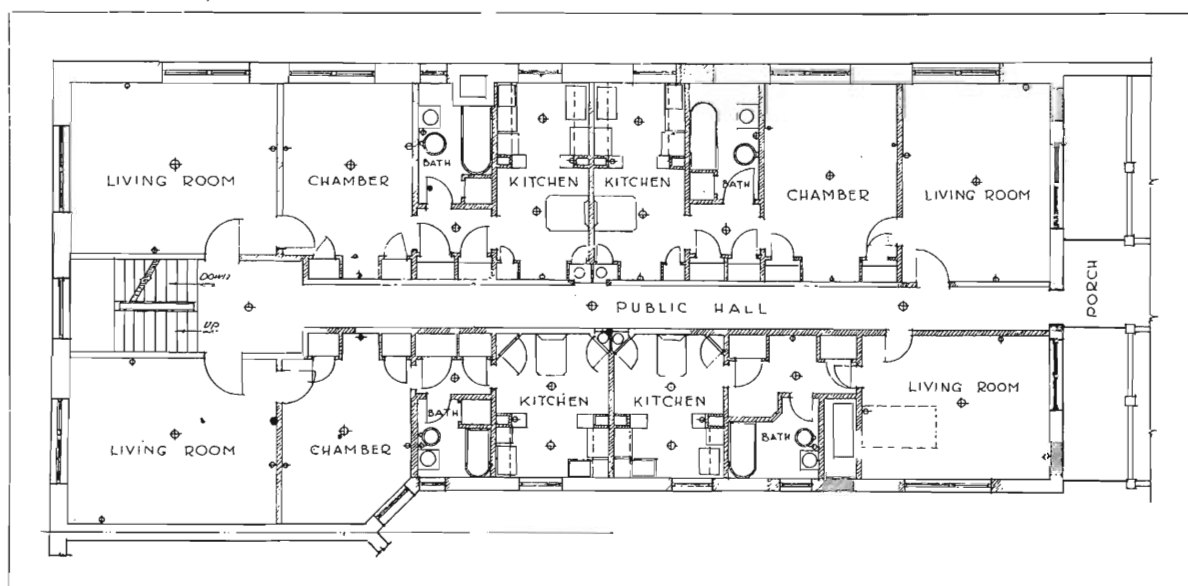 LIVING ROOM
CHAMBER
BATH
KITCHEN
KITCHEN
BATH
CHAMBER
LIVING ROOM
DOWN
UP
PUBLIC HALL
PORCH
LIVING ROOM
CHAMBER
BATH
KITCHEN
KITCHEN
BATH
LIVING ROOM